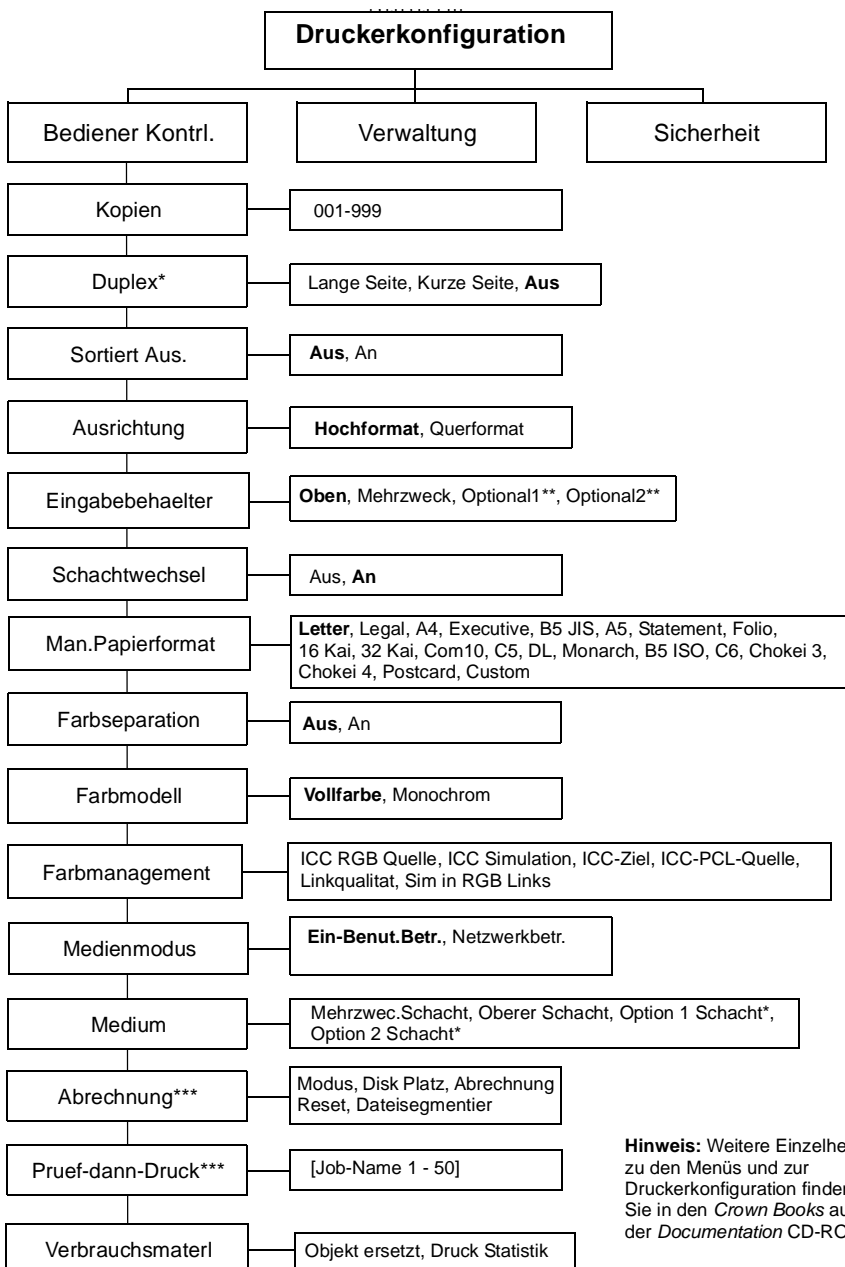 Druckerkonfiguration
Bediener Kontrl.
Verwaltung
Sicherheit
Kopien
001-999
Duplex*
Lange Seite, Kurze Seite, Aus
Sortiert Aus.
Aus, An
Ausrichtung
Hochformat, Querformat
Eingabebehaelter
Oben, Mehrzweck, Optional1**, Optional2**
Schachtwechsel
Aus, An
Man.Papierformat
Letter, Legal, A4, Executive, B5 JIS, A5, Statement, Folio,
16 Kai, 32 Kai, Com10, C5, DL, Monarch, B5 ISO, C6, Chokei 3,
Chokei 4, Postcard, Custom
Farbseparation
Aus, An
Farbmodell
Vollfarbe, Monochrom
Farbmanagement
ICC RGB Quelle, ICC Simulation, ICC-Ziel, ICC-PCL-Quelle,
Linkqualitat, Sim in RGB Links
Medienmodus
Ein-Benut.Betr., Netzwerkbetr.
Medium
Mehrzwec.Schacht, Oberer Schacht, Option 1 Schacht*,
Option 2 Schacht*
Abrechnung***
Modus, Disk Platz, Abrechnung
Reset, Dateisegmentier
Pruef-dann-Druck***
[Job-Name 1 - 50]
Verbrauchsmaterl
Objekt ersetzt, Druck Statistik
Hinweis: Weitere Einzelhe
zu den Menüs und zur
Druckerkonfiguration finder
Sie in den Crown Books au
der Documentation CD-RO